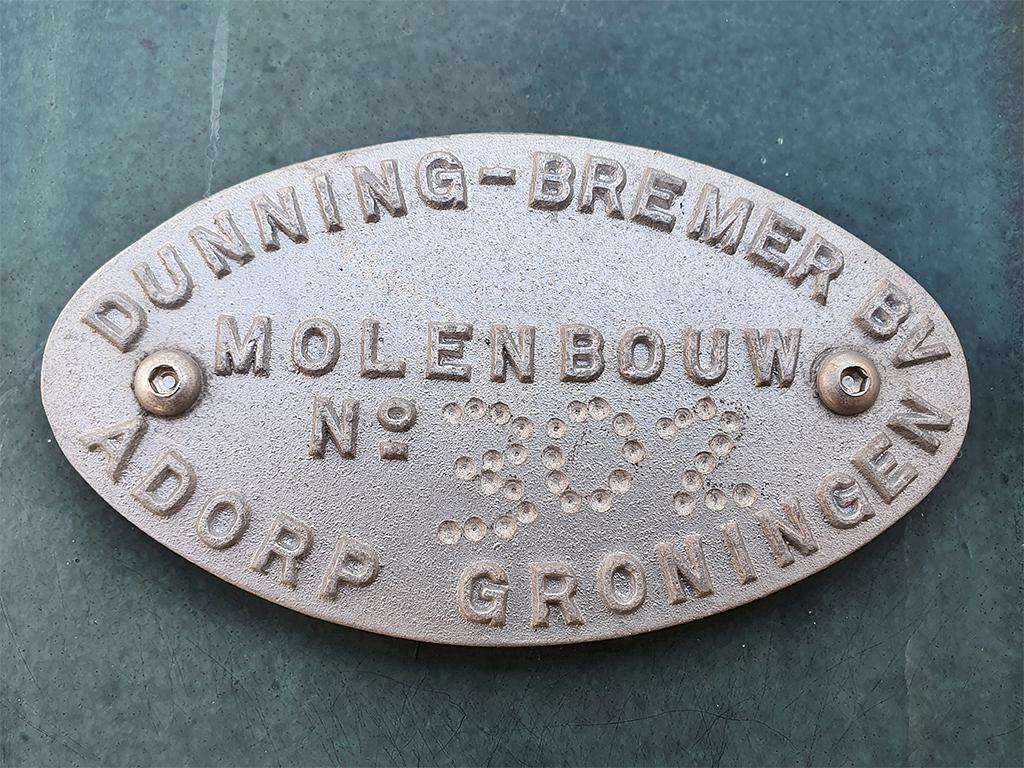 DUNNING-BREMER BV
MOLENBOUW
Nº 302
ADORP GRONINGEN